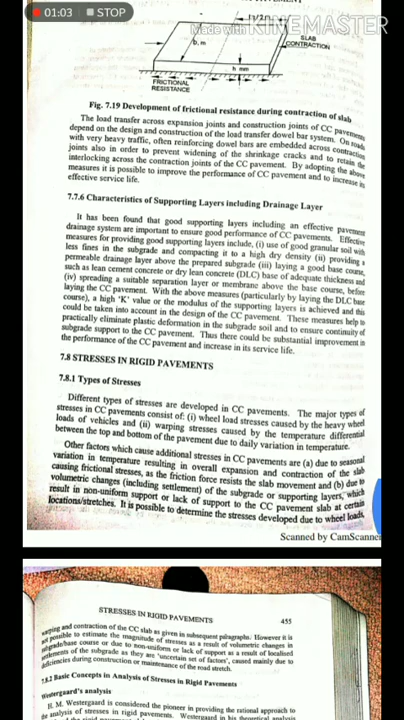 01:03 STOP
Made with KINEMASTER
L/2 m
SLAB
CONTRACTION
b, m
h mm
FRICTIONAL
RESISTANCE
Fig. 7.19 Development of frictional resistance during contraction of slab
The load transfer across expansion joints and construction joints of CC pavements
depend on the design and construction of the load transfer dowel bar system. On roads
with very heavy traffic, often reinforcing dowel bars are embedded across contraction
joints also in order to prevent widening of the shrinkage cracks and to retain the
interlocking across the contraction joints of the CC pavement. By adopting the above
measures it is possible to improve the performance of CC pavement and to increase its
effective service life.
7.7.6 Characteristics of Supporting Layers including Drainage Layer
It has been found that good supporting layers including an effective pavement
drainage system are important to ensure good performance of CC pavements. Effective
measures for providing good supporting layers include, (i) use of good granular soil with
less fines in the subgrade and compacting it to a high dry density (ii) providing a
permeable drainage layer above the prepared subgrade (iii) laying a good base course,
such as lean cement concrete or dry lean concrete (DLC) base of adequate thickness and
(iv) spreading a suitable separation layer or membrane above the base course, before
laying the CC pavement. With the above measures (particularly by laying the DLC base
course), a high 'K' value or the modulus of the supporting layers is achieved and this
could be taken into account in the design of the CC pavement. These measures help to
practically eliminate plastic deformation in the subgrade soil and to ensure continuity of
subgrade support to the CC pavement. Thus there could be substantial improvement in
the performance of the CC pavement and increase in its service life.
7.8 STRESSES IN RIGID PAVEMENTS
7.8.1 Types of Stresses
Different types of stresses are developed in CC pavements. The major types of
stresses in CC pavements consist of: (i) wheel load stresses caused by the heavy wheel
loads of vehicles and (ii) warping stresses caused by the temperature differential
between the top and bottom of the pavement due to daily variation in temperature.
Other factors which cause additional stresses in CC pavements are (a) due to seasonal
variation in temperature resulting in overall expansion and contraction of the slab
causing frictional stresses, as the friction force resists the slab movement and (b) due to
volumetric changes (including settlement) of the subgrade or supporting layers, which
result in non-uniform support or lack of support to the CC pavement slab at certain
locations/stretches. It is possible to determine the stresses developed due to wheel loads,
Scanned by CamScanner
STRESSES IN RIGID PAVEMENTS 455
warping and contraction of the CC slab as given in subsequent paragraphs. However it is
not possible to estimate the magnitude of stresses as a result of volumetric changes in
subgrade/base course or due to non-uniform or lack of support as a result of localised
settlements of the subgrade as they are 'uncertain set of factors', caused mainly due to
deficiencies during construction or maintenance of the road stretch.
7.8.2 Basic Concepts in Analysis of Stresses in Rigid Pavements
Westergaard's analysis
H. M. Westergaard is considered the pioneer in providing the rational approach to
the analysis of stresses in rigid pavements. Westergaard in his theoretical analysis